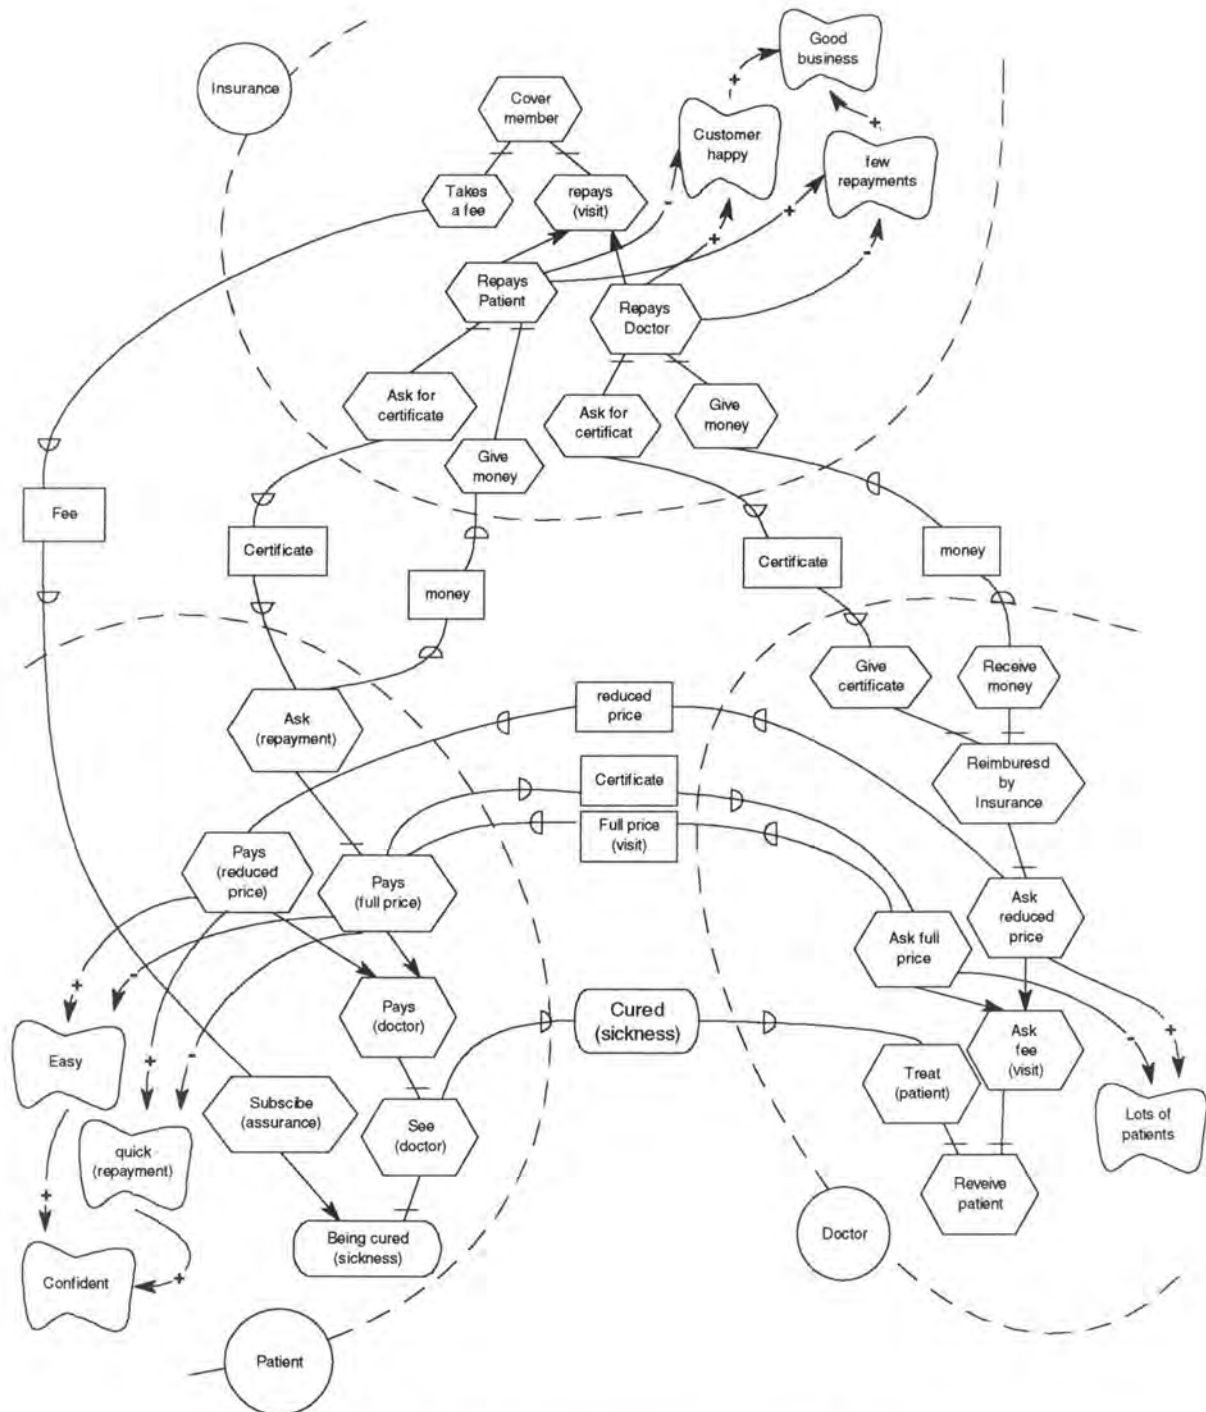 Good
business
Insurance
Cover
member
Customer
happy
few
repayments
Takes
a fee
repays
(visit)
Repays
Patient
Repays
Doctor
Ask for
certificate
Ask for
certificat
Give
money
Give
money
Fee
Certificate
money
Certificate
money
Give
certificate
Receive
money
Ask
(repayment)
reduced
price
Reimburesd
by
Insurance
Certificate
Full price
(visit)
Pays
(reduced
price)
Pays
(full price)
Ask
reduced
price
Ask full
price
Pays
(doctor)
Cured
(sickness)
Ask
fee
(visit)
Easy
Treat
(patient)
Subscibe
(assurance)
See
(doctor)
Lots of
patients
quick
(repayment)
Reveive
patient
Being cured
(sickness)
Doctor
Confident
Patient
+
+
-
+
+
-
+
-
+
-
+
+
-
+